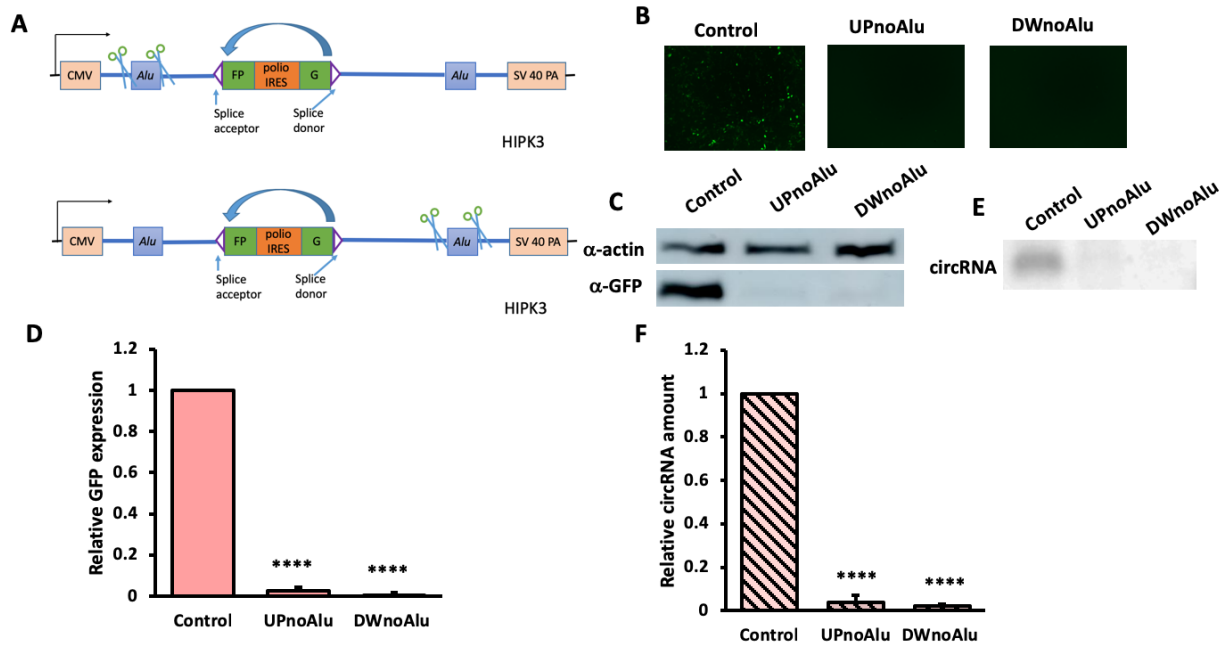 A
CMV
Alu
FP
polio
IRES
G
Alu
SV 40 PA
Splice
acceptor
Splice
donor
HIPK3
CMV
Alu
FP
polio
IRES
G
Alu
SV 40 PA
Splice
acceptor
Splice
donor
HIPK3
B
Control
UPnoAlu
DWnoAlu
C
Control
UPnoAlu
DWnoAlu
α-actin
α-GFP
E
Control
UPnoAlu
DWnoAlu
circRNA
D
Relative GFP expression
1.2
1
0.8
0.6
0.4
0.2
0
****
****
Control
UPnoAlu
DWnoAlu
F
Relative circRNA amount
1.2
1
0.8
0.6
0.4
0.2
0
****
****
Control
UPnoAlu
DWnoAlu